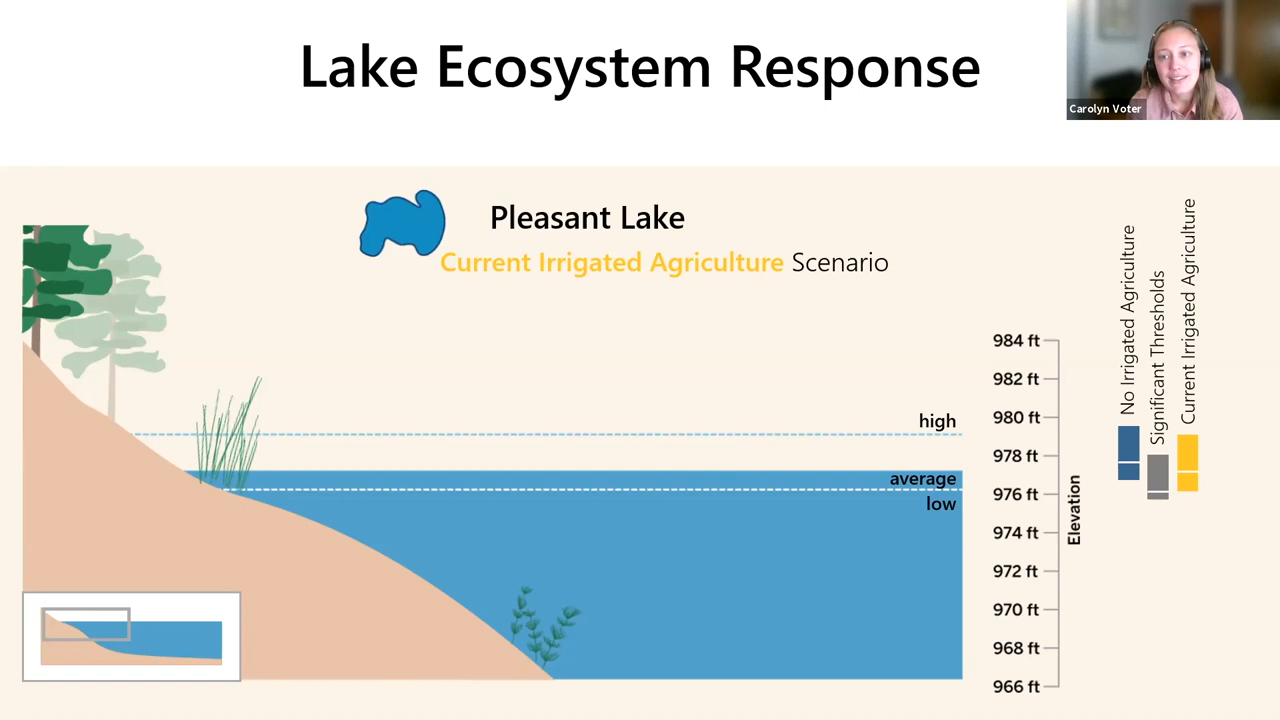 Lake Ecosystem Response
Carolyn Voter
Pleasant Lake
Current Irrigated Agriculture Scenario
high
average
low
984 ft
982 ft
980 ft
978 ft
976 ft
974 ft
972 ft
970 ft
968 ft
966 ft
Elevation
No Irrigated Agriculture
Significant Thresholds
Current Irrigated Agriculture